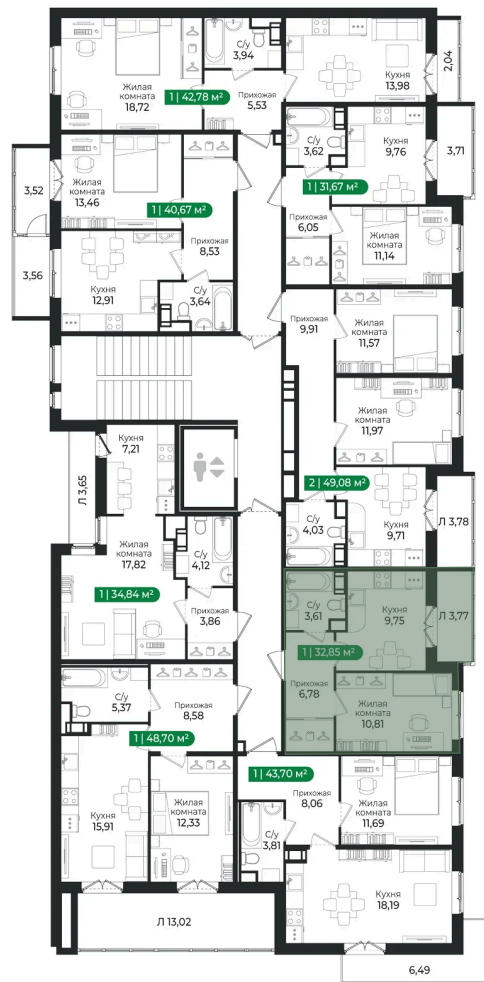 С/у
3,94
Жилая
комната
18,72
1 | 42,78 м²
Прихожая
5,53
Кухня
13,98
2,04
С/у
3,62
Кухня
9,76
3,71
3,52
Жилая
комната
13,46
1 | 40,67 м²
1 | 31,67 м²
Прихожая
6,05
Жилая
комната
11,14
Прихожая
8,53
3,56
Кухня
12,91
С/у
3,64
Прихожая
9,91
Жилая
комната
11,57
Жилая
комната
11,97
Кухня
7,21
Л 3,65
2 | 49,08 м²
С/у
4,03
Кухня
9,71
Л 3,78
Жилая
комната
17,82
С/у
4,12
1 | 34,84 м²
Прихожая
3,86
С/у
3,61
Кухня
9,75
Л 3,77
1 | 32,85 м²
Прихожая
6,78
Жилая
комната
10,81
С/у
5,37
Прихожая
8,58
1 | 48,70 м²
1 | 43,70 м²
Прихожая
8,06
Жилая
комната
11,69
Кухня
15,91
Жилая
комната
12,33
С/у
3,81
Кухня
18,19
Л 13,02
6,49